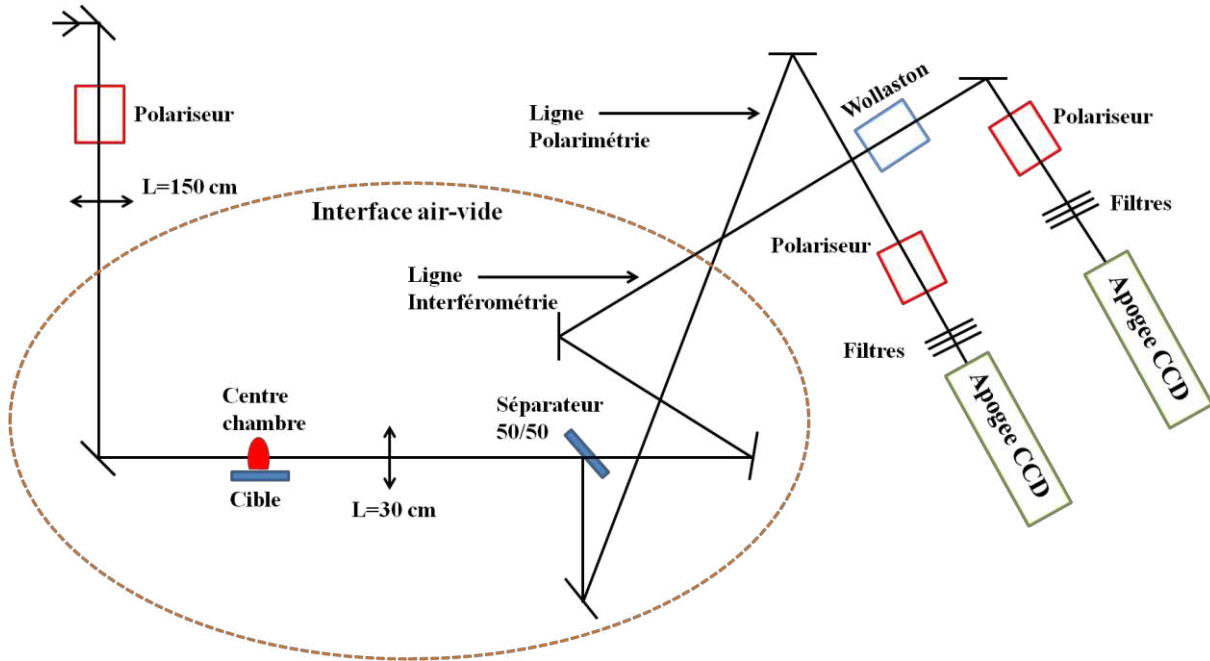 Polariseur
L=150 cm
Interface air-vide
Ligne
Polarimétrie
Wollaston
Polariseur
Filtres
Polariseur
Ligne
Interférométrie
Filtres
Apogee CCD
Apogee CCD
Centre
chambre
Séparateur
50/50
Cible
L=30 cm